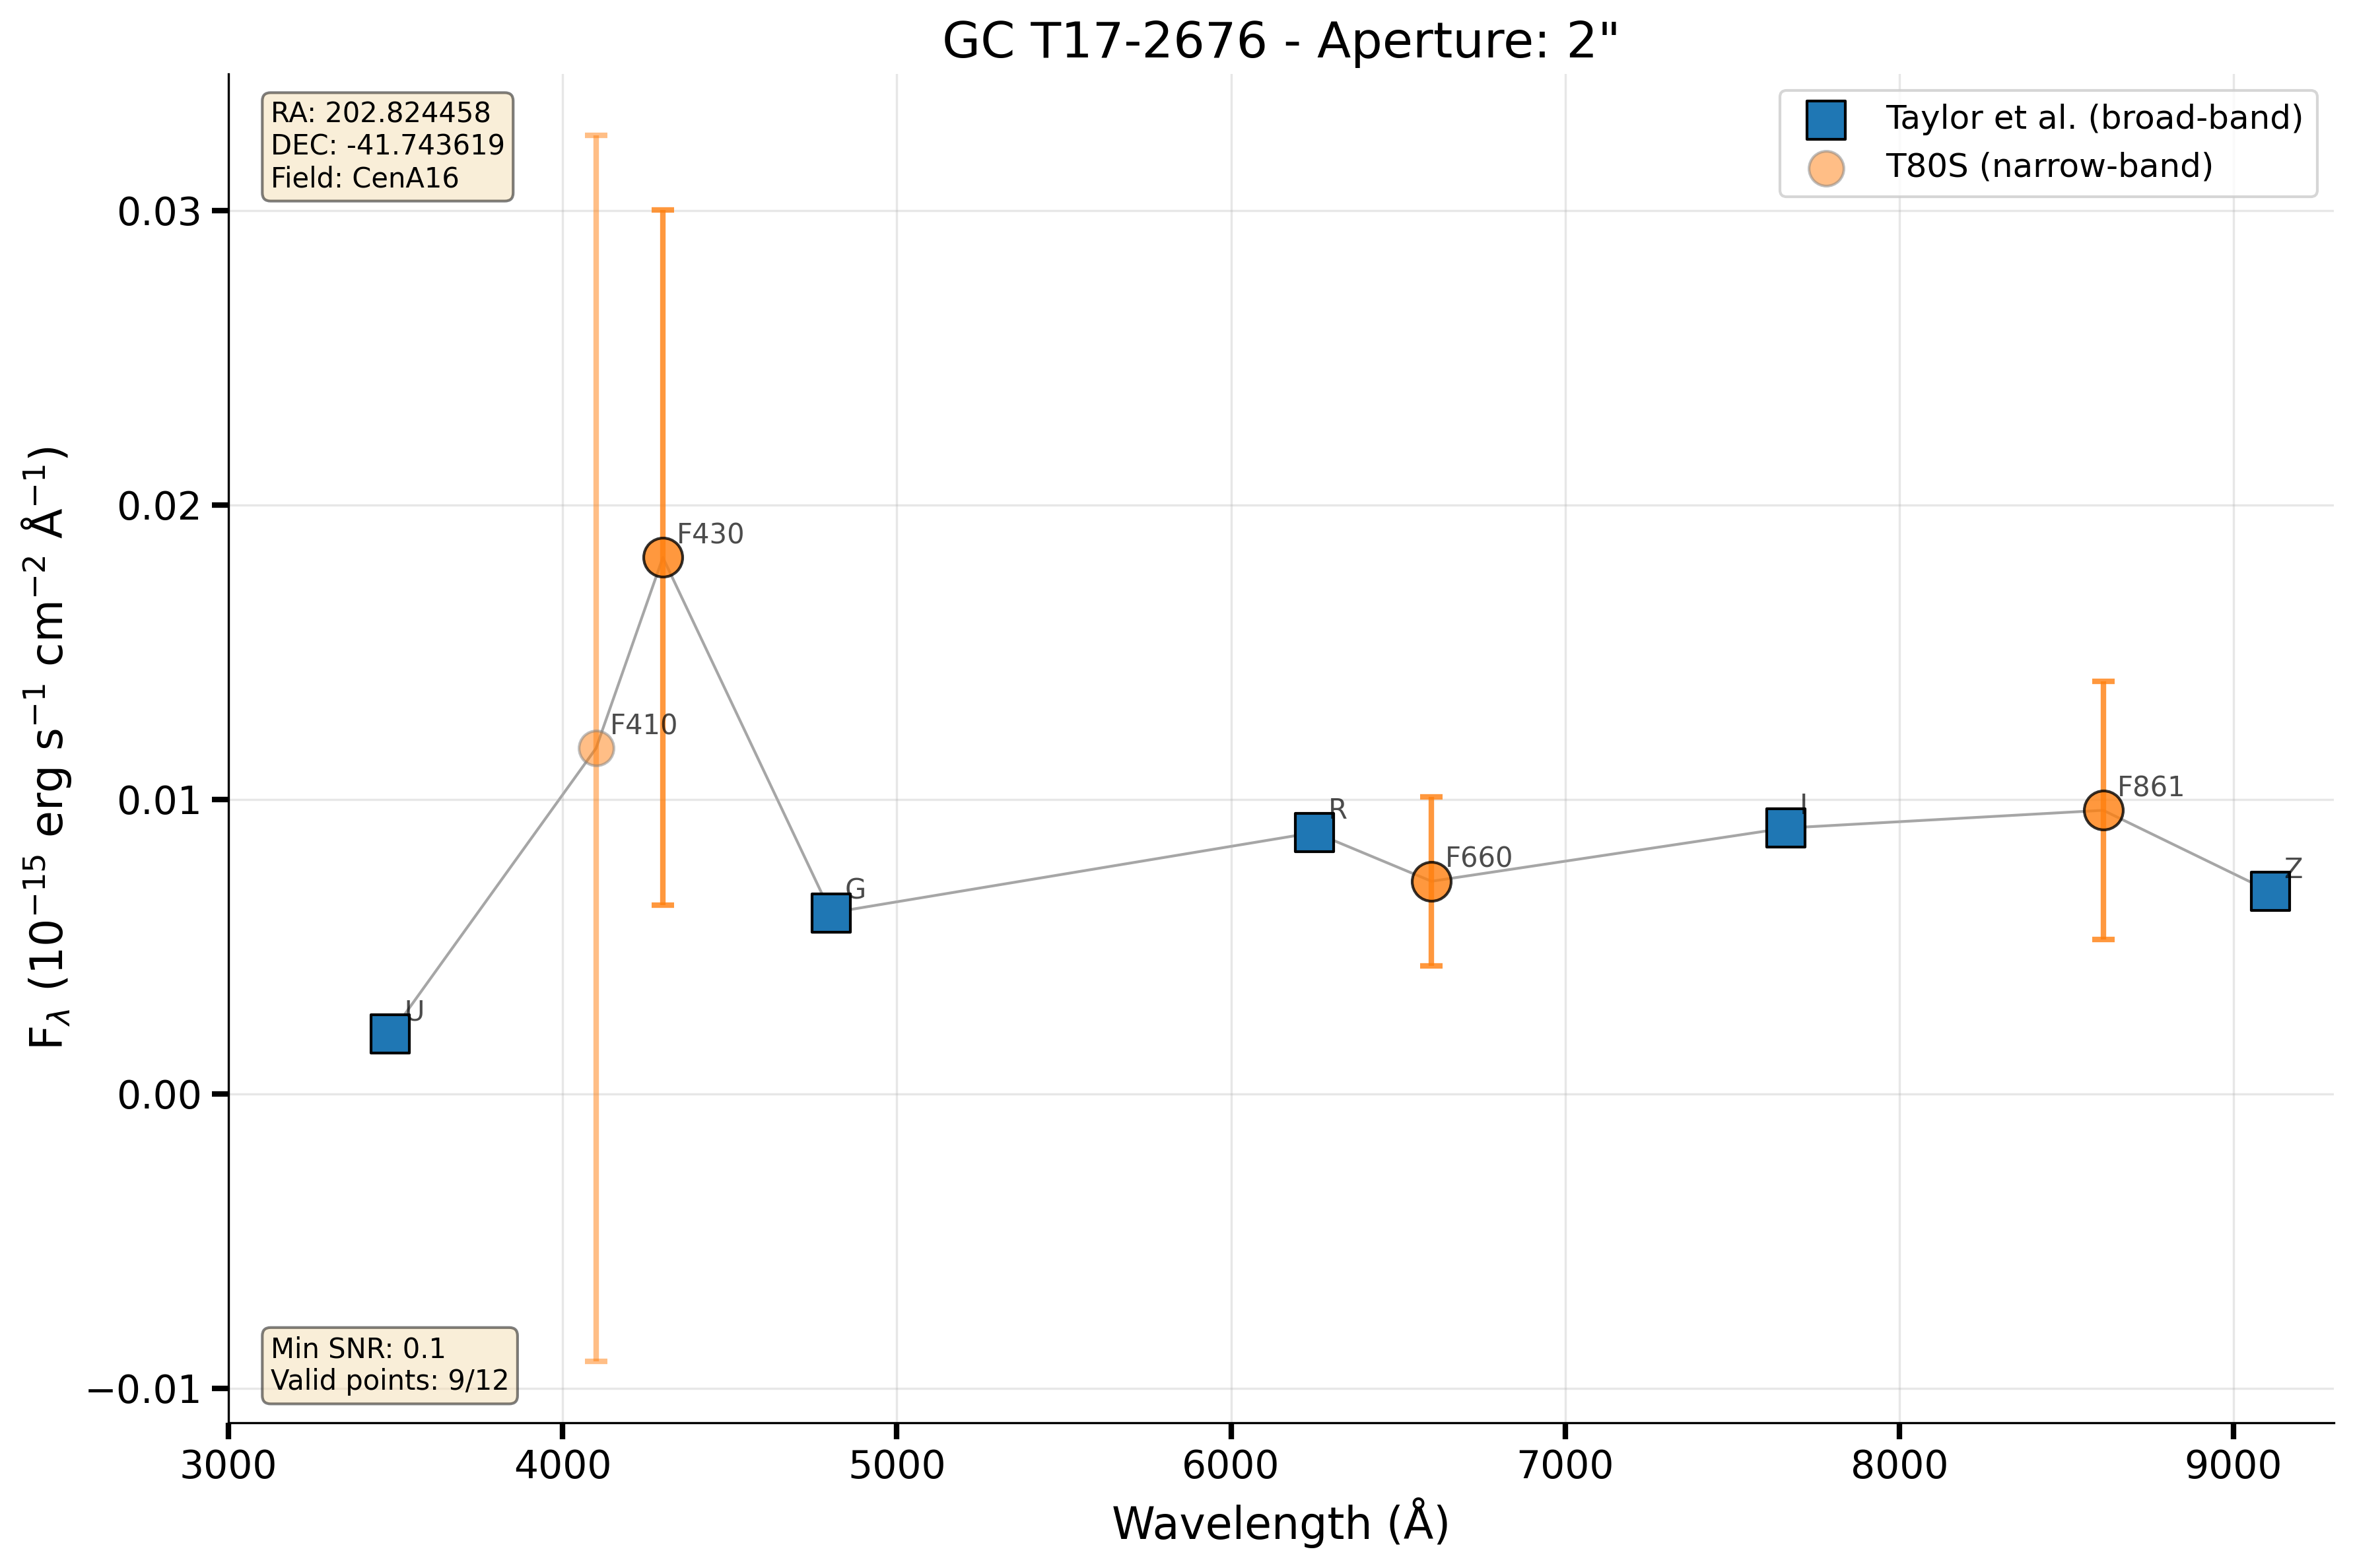 GC T17-2676 - Aperture: 2"
RA: 202.824458
DEC: -41.743619
Field: CenA16
Taylor et al. (broad-band)
T80S (narrow-band)
0.03
0.02
0.01
0.00
−0.01
F430
F410
F861
I
R
F660
Z
G
U
Min SNR: 0.1
Valid points: 9/12
3000 4000 5000 6000 7000 8000 9000
Wavelength (Å)
Fλ (10⁻¹⁵ erg s⁻¹ cm⁻² Å⁻¹)